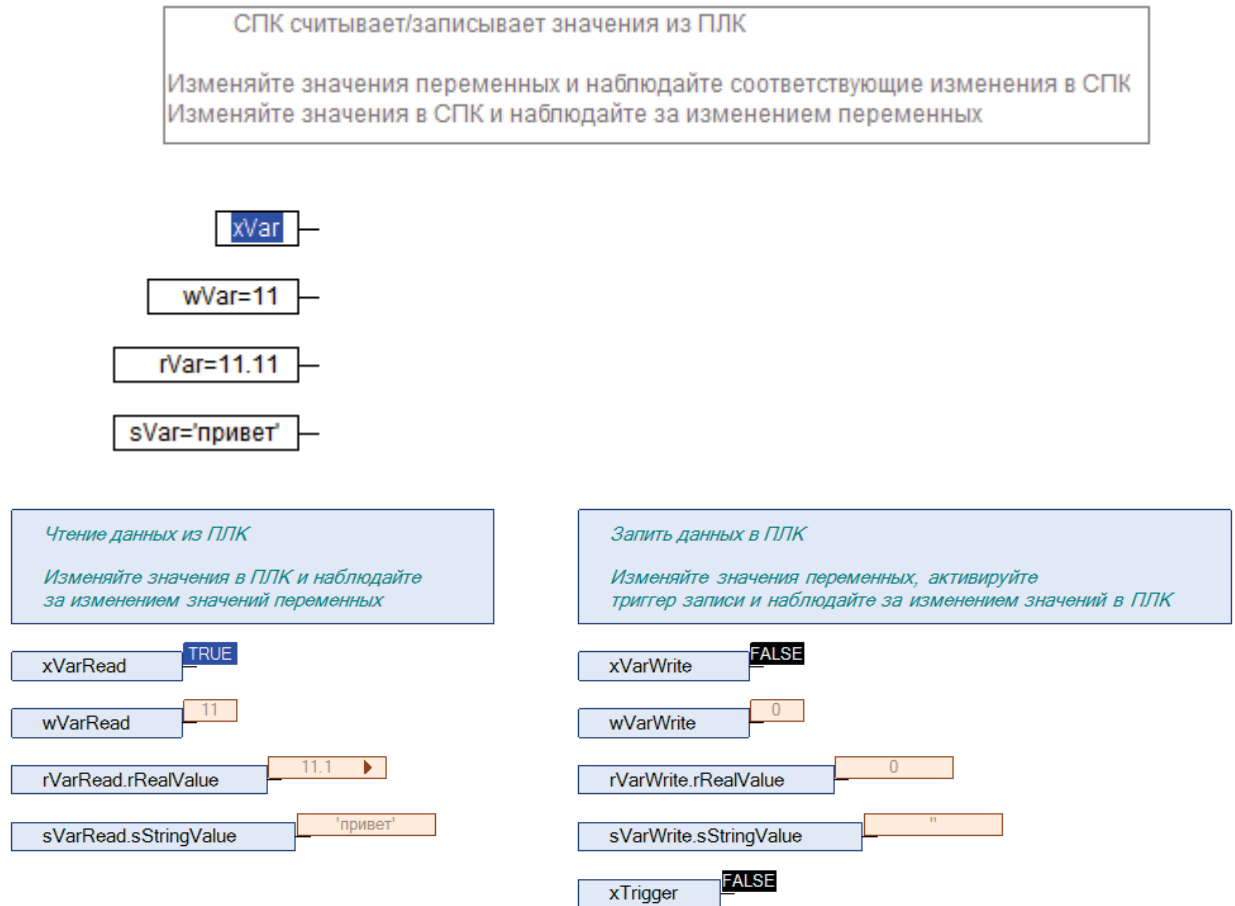 СПК считывает/записывает значения из ПЛК
Изменяйте значения переменных и наблюдайте соответствующие изменения в СПК
Изменяйте значения в СПК и наблюдайте за изменением переменных
xVar
wVar=11
rVar=11.11
sVar='привет'
Чтение данных из ПЛК
Изменяйте значения в ПЛК и наблюдайте
за изменением значений переменных
xVarRead TRUE
wVarRead 11
rVarRead.rRealValue 11.1
sVarRead.sStringValue 'привет'
Запить данных в ПЛК
Изменяйте значения переменных, активируйте
триггер записи и наблюдайте за изменением значений в ПЛК
xVarWrite FALSE
wVarWrite 0
rVarWrite.rRealValue 0
sVarWrite.sStringValue ''
xTrigger FALSE